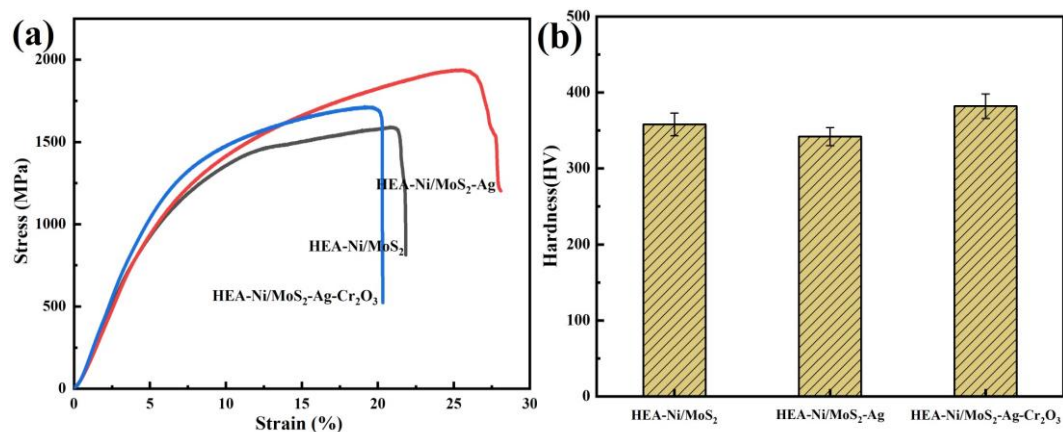 (a)
Stress (MPa)
2000
1500
1000
500
0
HEA-Ni/MoS₂-Ag
HEA-Ni/MoS₂
HEA-Ni/MoS₂-Ag-Cr₂O₃
0 5 10 15 20 25 30
Strain (%)
(b)
Hardness(HV)
500
400
300
200
100
0
HEA-Ni/MoS₂ HEA-Ni/MoS₂-Ag HEA-Ni/MoS₂-Ag-Cr₂O₃